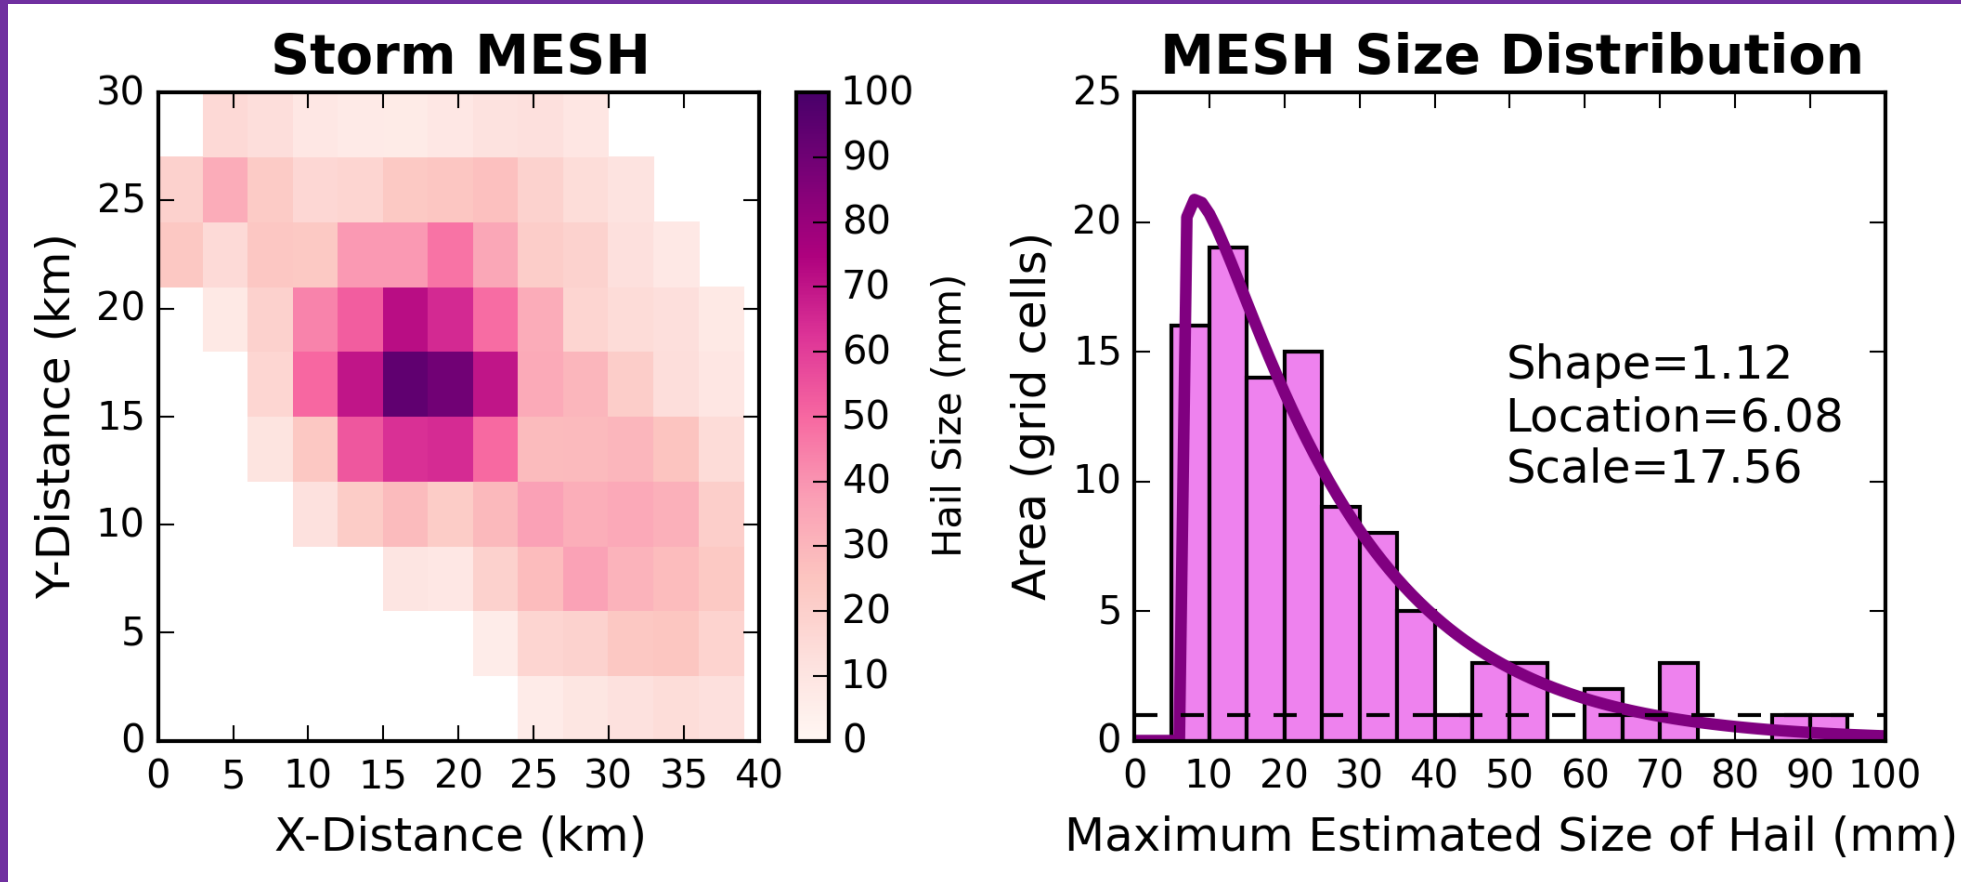 Storm MESH
30
25
20
15
10
5
0
Y-Distance (km)
0 5 10 15 20 25 30 35 40
X-Distance (km)
100
90
80
70
60
50
40
30
20
10
0
Hail Size (mm)
MESH Size Distribution
25
20
15
10
5
0
Area (grid cells)
Shape=1.12
Location=6.08
Scale=17.56
0 10 20 30 40 50 60 70 80 90 100
Maximum Estimated Size of Hail (mm)